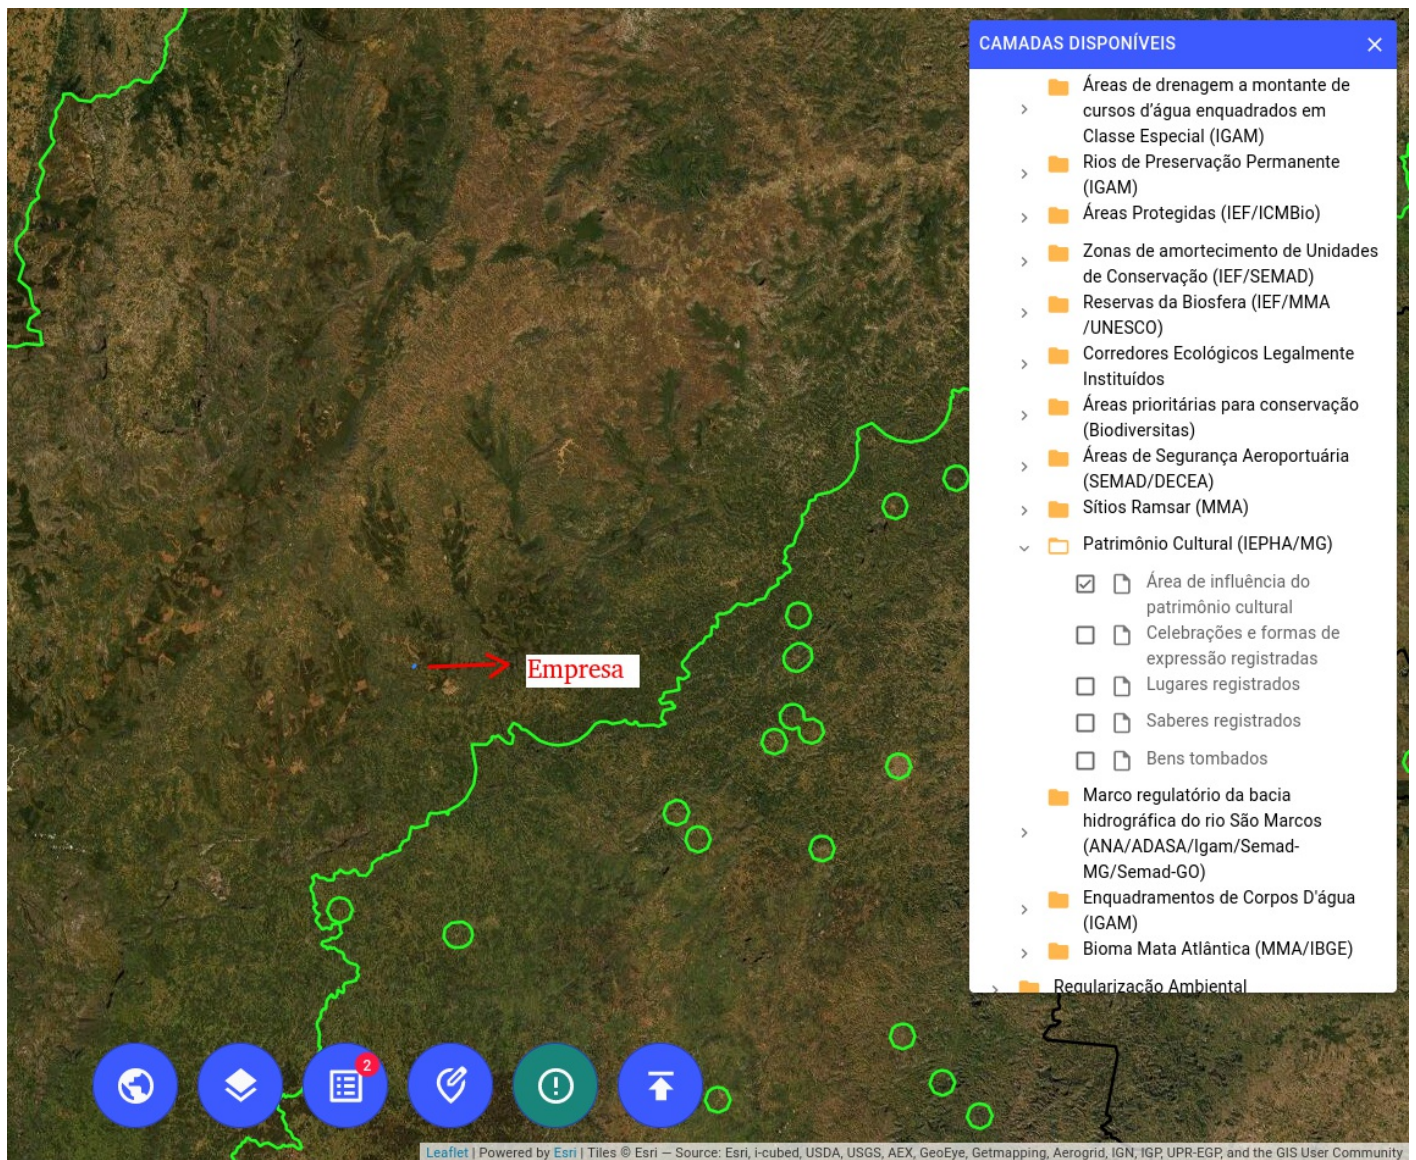 CAMADAS DISPONÍVEIS
Áreas de drenagem a montante de
cursos d'água enquadrados em
Classe Especial (IGAM)
Rios de Preservação Permanente
(IGAM)
Áreas Protegidas (IEF/ICMBio)
Zonas de amortecimento de Unidades
de Conservação (IEF/SEMAD)
Reservas da Biosfera (IEF/MMA
/UNESCO)
Corredores Ecológicos Legalmente
Instituídos
Áreas prioritárias para conservação
(Biodiversitas)
Áreas de Segurança Aeroportuária
(SEMAD/DECEA)
Sítios Ramsar (MMA)
Patrimônio Cultural (IEPHA/MG)
Área de influência do
patrimônio cultural
Celebrações e formas de
expressão registradas
Lugares registrados
Saberes registrados
Bens tombados
Marco regulatório da bacia
hidrográfica do rio São Marcos
(ANA/ADASA/Igam/Semad-
MG/Semad-GO)
Enquadramentos de Corpos D'água
(IGAM)
Bioma Mata Atlântica (MMA/IBGE)
Regularização Ambiental
Empresa
2
Leaflet | Powered by Esri | Tiles © Esri — Source: Esri, i-cubed, USDA, USGS, AEX, GeoEye, Getmapping, Aerogrid, IGN, IGP, UPR-EGP, and the GIS User Community